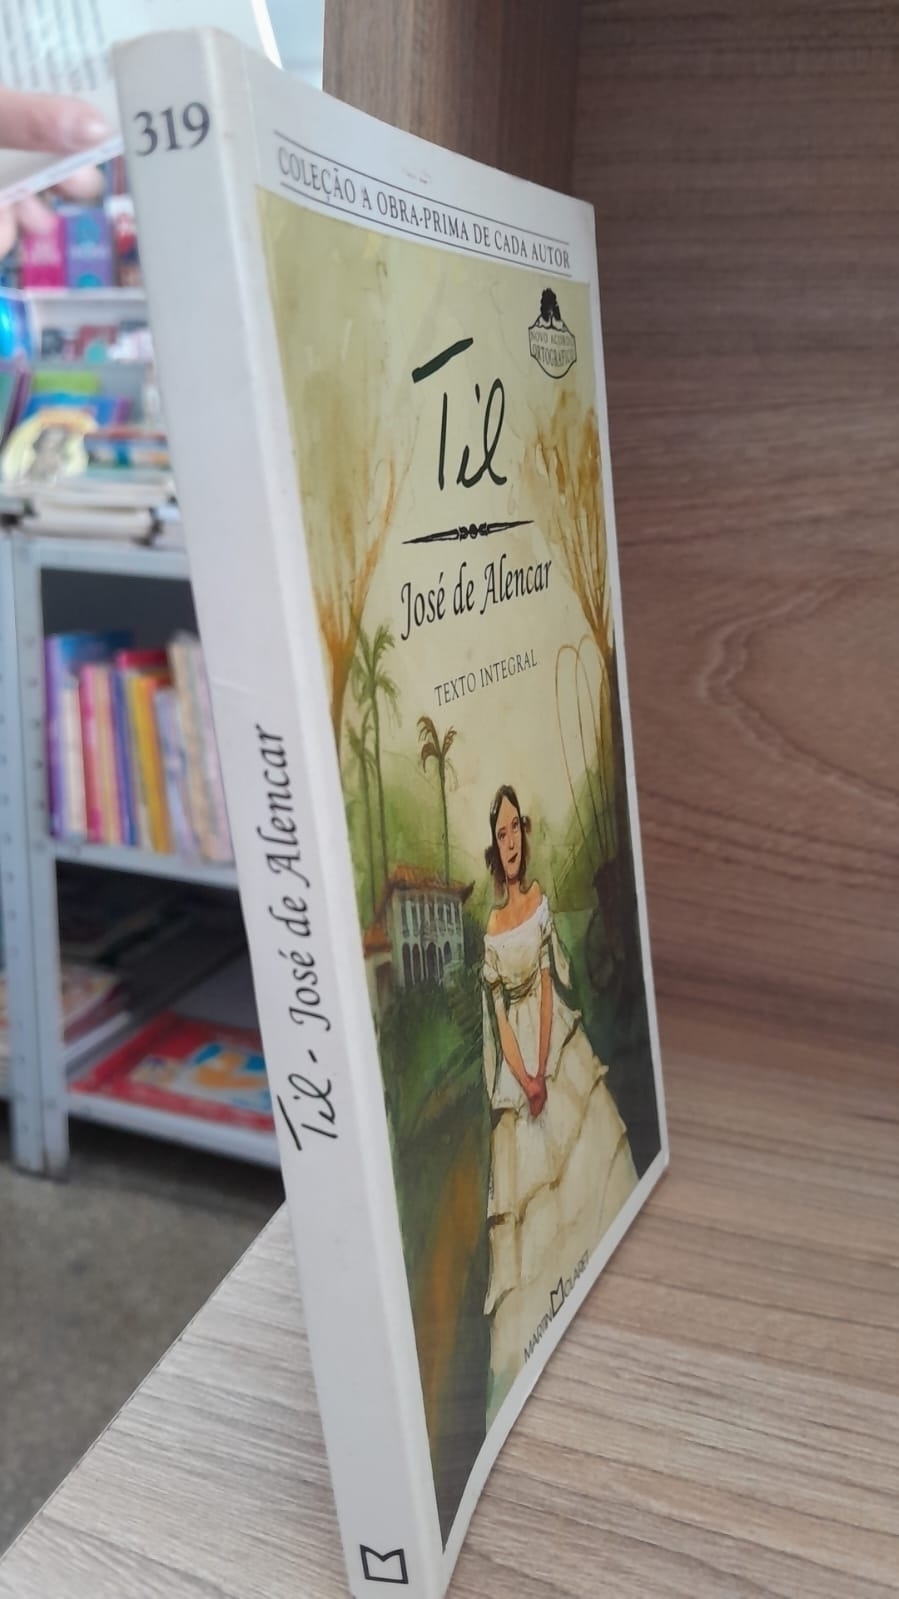 319
Til - José de Alencar
COLEÇÃO A OBRA-PRIMA DE CADA AUTOR
NOVO ACORDO
ORTOGRÁFICO
Til
José de Alencar
TEXTO INTEGRAL
MARTIN CLARET